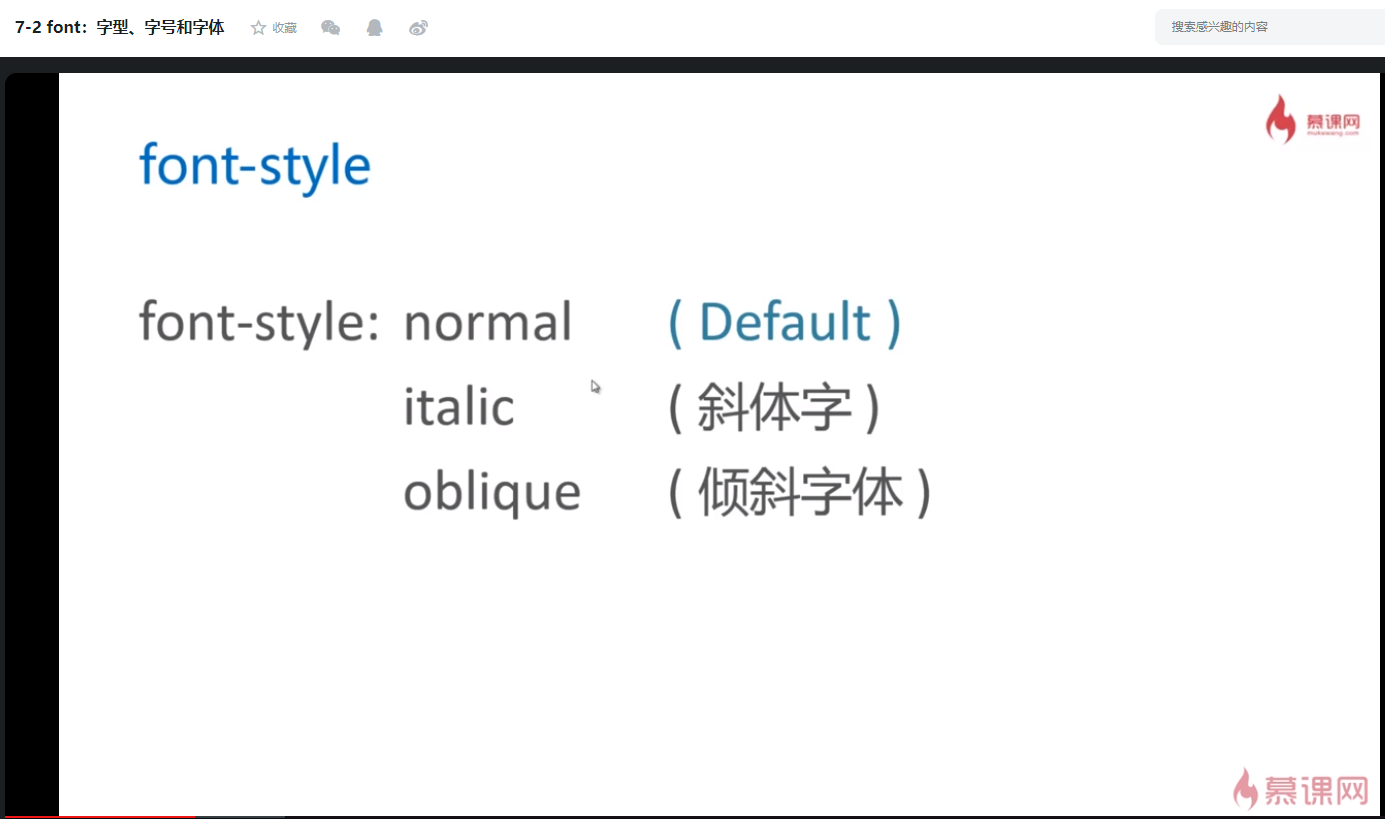 7-2 font：字型、字号和字体
收藏
搜索感兴趣的内容
慕课网
font-style
font-style: normal ( Default )
italic ( 斜体字 )
oblique ( 倾斜字体 )
慕课网